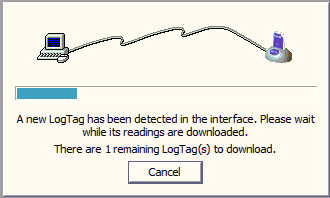 A new LogTag has been detected in the interface. Please wait
while its readings are downloaded.
There are 1 remaining LogTag(s) to download.
Cancel